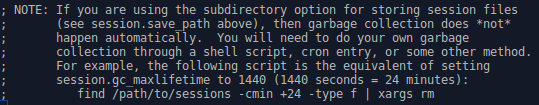 ; NOTE: If you are using the subdirectory option for storing session files
;       (see session.save_path above), then garbage collection does *not*
;       happen automatically.  You will need to do your own garbage
;       collection through a shell script, cron entry, or some other method.
;       For example, the following script is the equivalent of setting
;       session.gc_maxlifetime to 1440 (1440 seconds = 24 minutes):
;          find /path/to/sessions -cmin +24 -type f | xargs rm